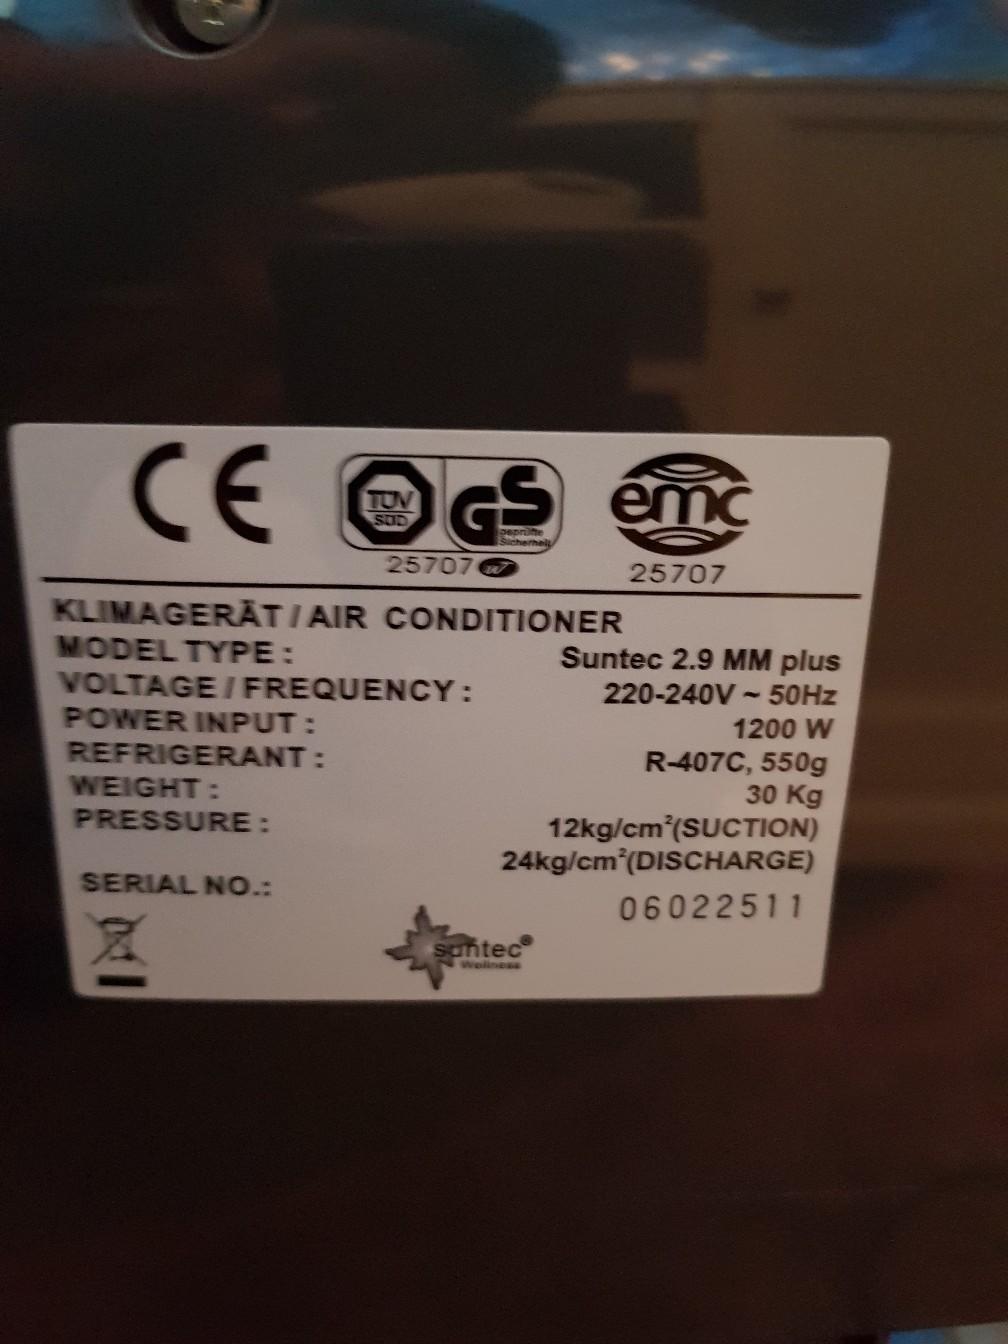 CE
TÜV
SÜD
GS
geprüfte
Sicherheit
emc
25707
25707
KLIMAGERÄT / AIR CONDITIONER
MODEL TYPE : Suntec 2.9 MM plus
VOLTAGE / FREQUENCY : 220-240V ~ 50Hz
POWER INPUT : 1200 W
REFRIGERANT : R-407C, 550g
WEIGHT : 30 Kg
PRESSURE : 12kg/cm²(SUCTION)
24kg/cm²(DISCHARGE)
SERIAL NO.: 06022511
suntec®
Wellness